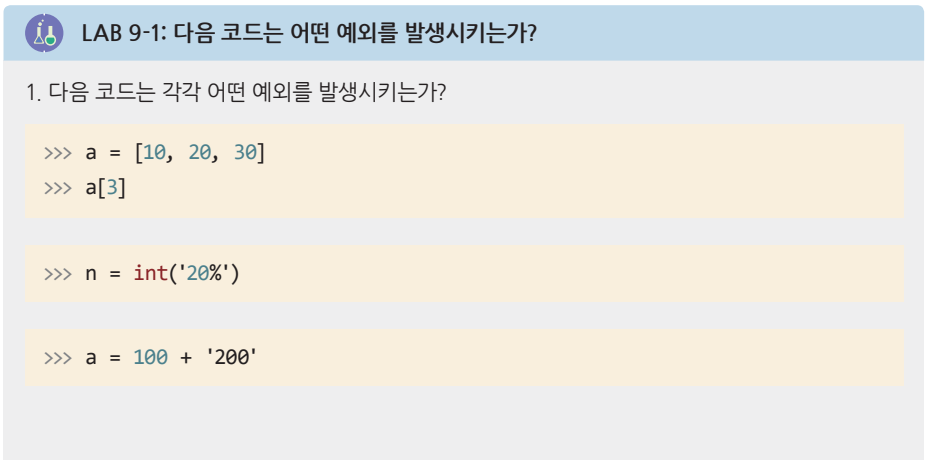 LAB 9-1: 다음 코드는 어떤 예외를 발생시키는가?
1. 다음 코드는 각각 어떤 예외를 발생시키는가?
>>> a = [10, 20, 30]
>>> a[3]
>>> n = int('20%')
>>> a = 100 + '200'